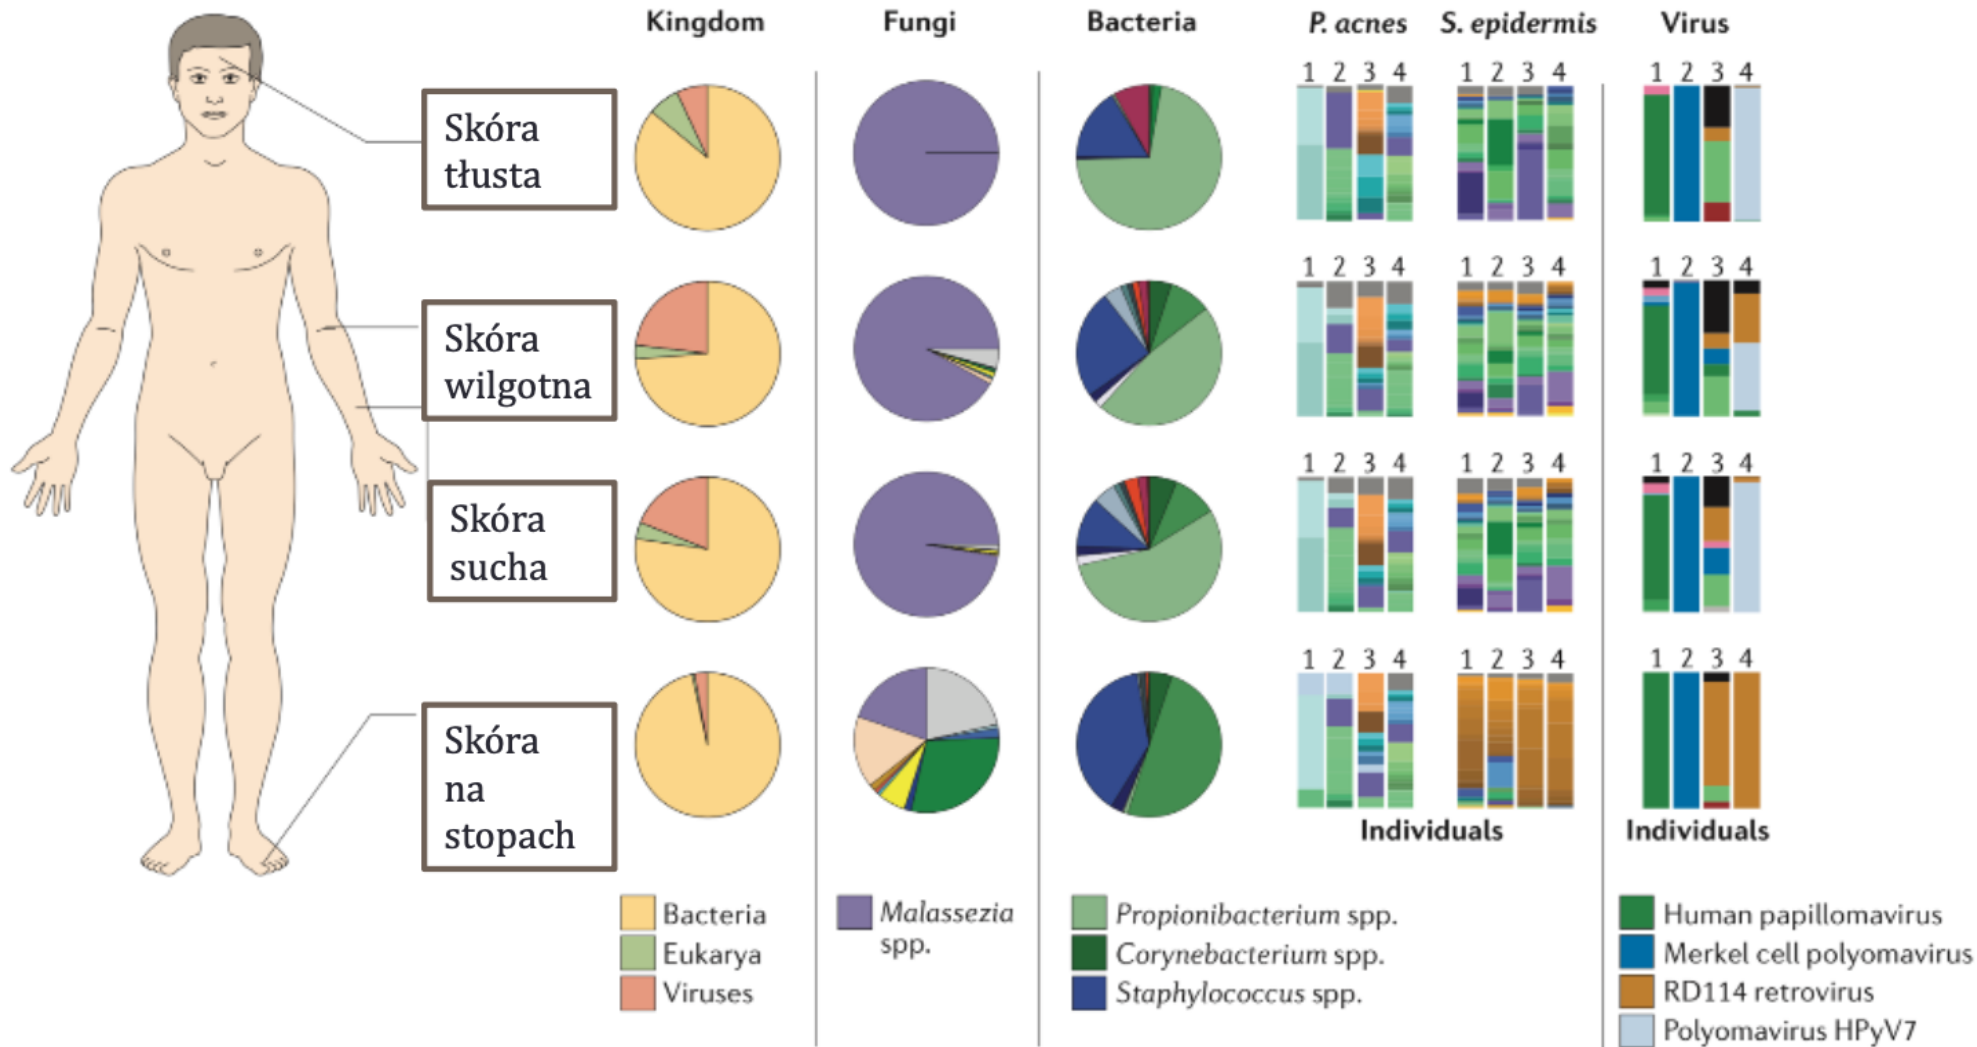 Kingdom
Fungi
Bacteria
P. acnes
S. epidermis
Virus
Skóra
tłusta
1 2 3 4
1 2 3 4
1 2 3 4
Skóra
wilgotna
1 2 3 4
1 2 3 4
1 2 3 4
Skóra
sucha
1 2 3 4
1 2 3 4
1 2 3 4
Skóra
na
stopach
1 2 3 4
1 2 3 4
1 2 3 4
Individuals
Individuals
Bacteria
Eukarya
Viruses
Malassezia
spp.
Propionibacterium spp.
Corynebacterium spp.
Staphylococcus spp.
Human papillomavirus
Merkel cell polyomavirus
RD114 retrovirus
Polyomavirus HPyV7